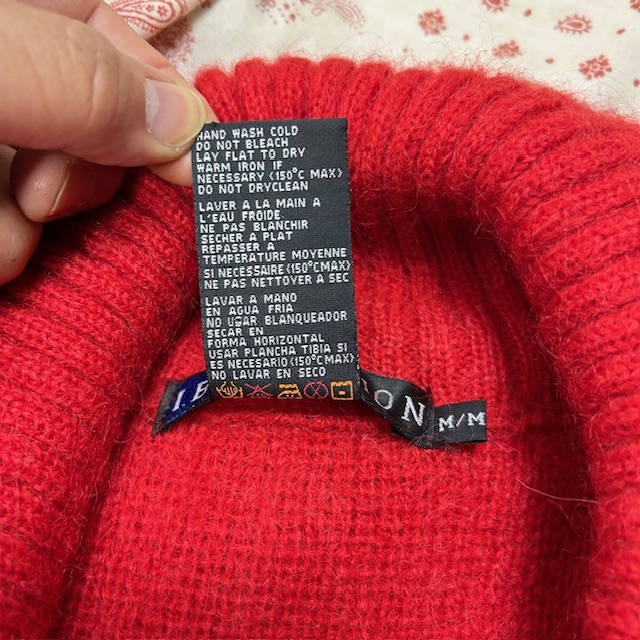 HAND WASH COLD
DO NOT BLEACH
LAY FLAT TO DRY
WARM IRON IF
NECESSARY (150°C MAX)
DO NOT DRYCLEAN
LAVER A LA MAIN A
L'EAU FROIDE.
NE PAS BLANCHIR
SECHER A PLAT
REPASSER A
TEMPERATURE MOYENNE
SI NECESSAIRE (150°CMAX)
NE PAS NETTOYER A SEC
LAVAR A MANO
EN AGUA FRIA
NO USAR BLANQUEADOR
SECAR EN
FORMA HORIZONTAL
USAR PLANCHA TIBIA SI
ES NECESARIO (150°CMAX)
NO LAVAR EN SECO
M/M